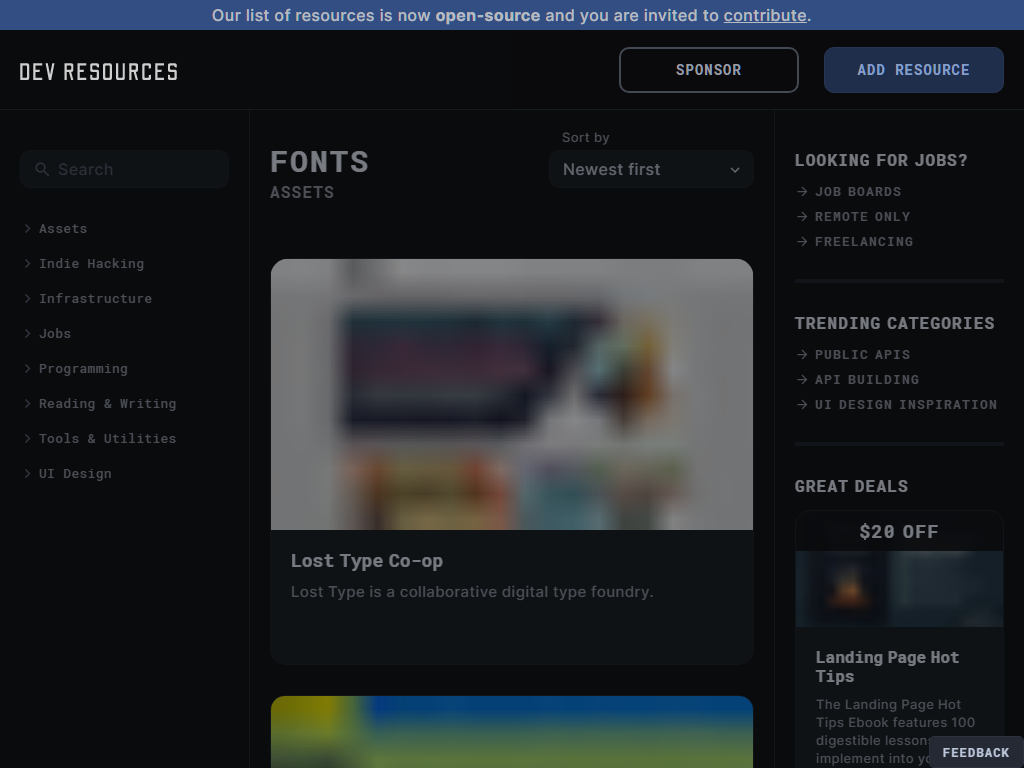 Our list of resources is now open-source and you are invited to contribute.
DEV RESOURCES
SPONSOR
ADD RESOURCE
Search
Assets
Indie Hacking
Infrastructure
Jobs
Programming
Reading & Writing
Tools & Utilities
UI Design
FONTS
ASSETS
Sort by
Newest first
Lost Type Co-op
Lost Type is a collaborative digital type foundry.
LOOKING FOR JOBS?
JOB BOARDS
REMOTE ONLY
FREELANCING
TRENDING CATEGORIES
PUBLIC APIS
API BUILDING
UI DESIGN INSPIRATION
GREAT DEALS
$20 OFF
Landing Page Hot
Tips
The Landing Page Hot
Tips Ebook features 100
digestible lessons
implement into
FEEDBACK